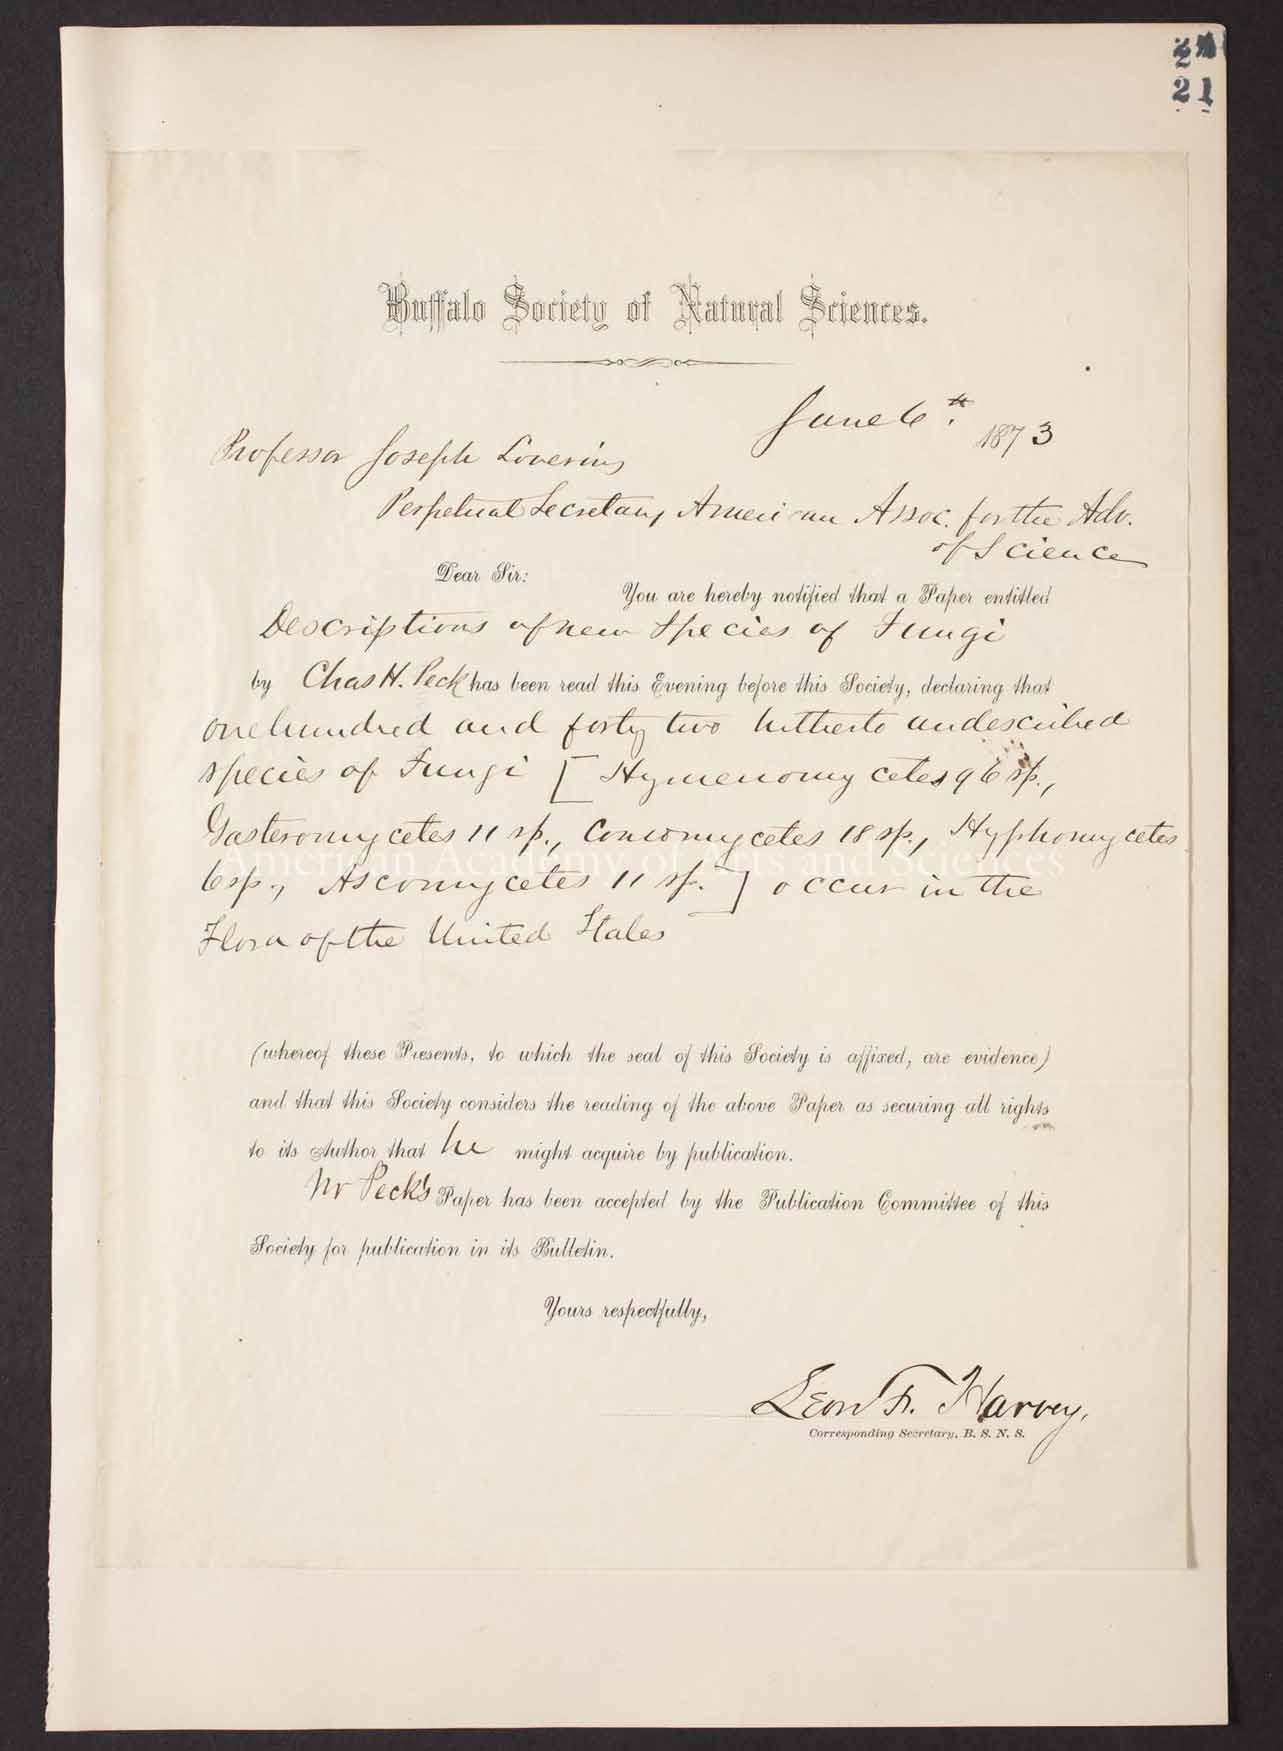 21
Buffalo Society of Natural Sciences.
June 6th. 1873
Professor Joseph Lovering
Perpetual Secretary American Assoc. for the Adv.
of Science
Dear Sir:
You are hereby notified that a Paper entitled
Descriptions of new Species of Fungi
by Chas H. Peck has been read this Evening before this Society, declaring that
one hundred and forty two hitherto undescribed
species of Fungi [ Hymenomycetes 96 sp.,
Gasteromycetes 11 sp., Coniomycetes 18 sp., Hyphomycetes
6 sp., Ascomycetes 11 sp. ] occur in the
Flora of the United States
American Academy of Arts and Sciences
(whereof these Presents, to which the seal of this Society is affixed, are evidence)
and that this Society considers the reading of the above Paper as securing all rights
to its Author that he might acquire by publication.
Mr Peck's Paper has been accepted by the Publication Committee of this
Society for publication in its Bulletin.
Yours respectfully,
Leon F. Harvey,
Corresponding Secretary, B. S. N. S.